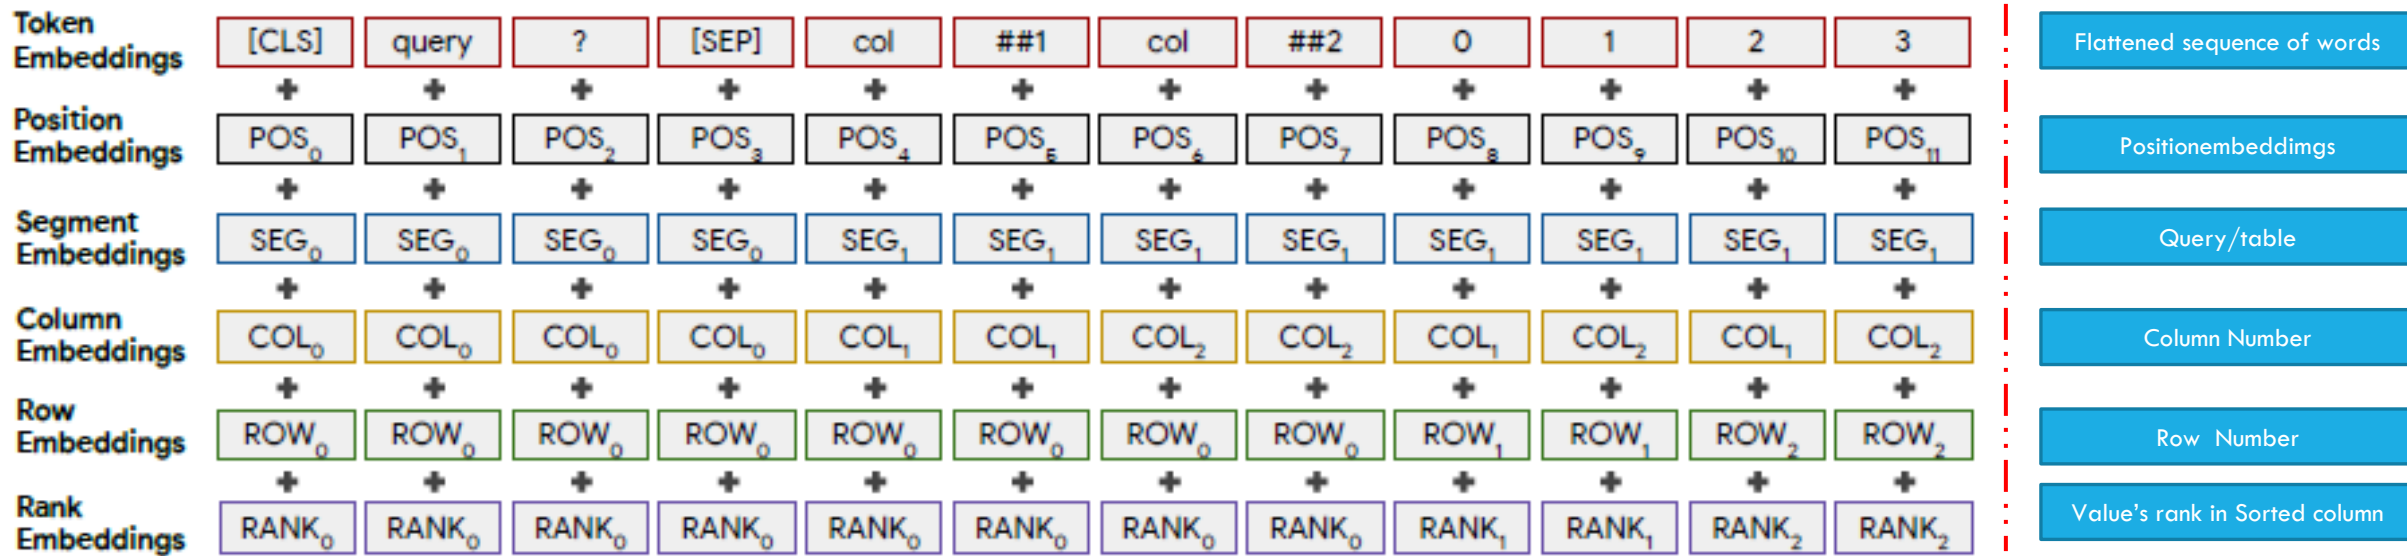 Token Embeddings [CLS] query ? [SEP] col ##1 col ##2 0 1 2 3 Flattened sequence of words
+ + + + + + + + + + + +
Position Embeddings POS0 POS1 POS2 POS3 POS4 POS5 POS6 POS7 POS8 POS9 POS10 POS11 Positionembeddimgs
+ + + + + + + + + + + +
Segment Embeddings SEG0 SEG0 SEG0 SEG0 SEG1 SEG1 SEG1 SEG1 SEG1 SEG1 SEG1 SEG1 Query/table
+ + + + + + + + + + + +
Column Embeddings COL0 COL0 COL0 COL0 COL1 COL1 COL2 COL2 COL1 COL2 COL1 COL2 Column Number
+ + + + + + + + + + + +
Row Embeddings ROW0 ROW0 ROW0 ROW0 ROW0 ROW0 ROW0 ROW0 ROW1 ROW1 ROW2 ROW2 Row Number
+ + + + + + + + + + + +
Rank Embeddings RANK0 RANK0 RANK0 RANK0 RANK0 RANK0 RANK0 RANK0 RANK1 RANK1 RANK2 RANK2 Value's rank in Sorted column